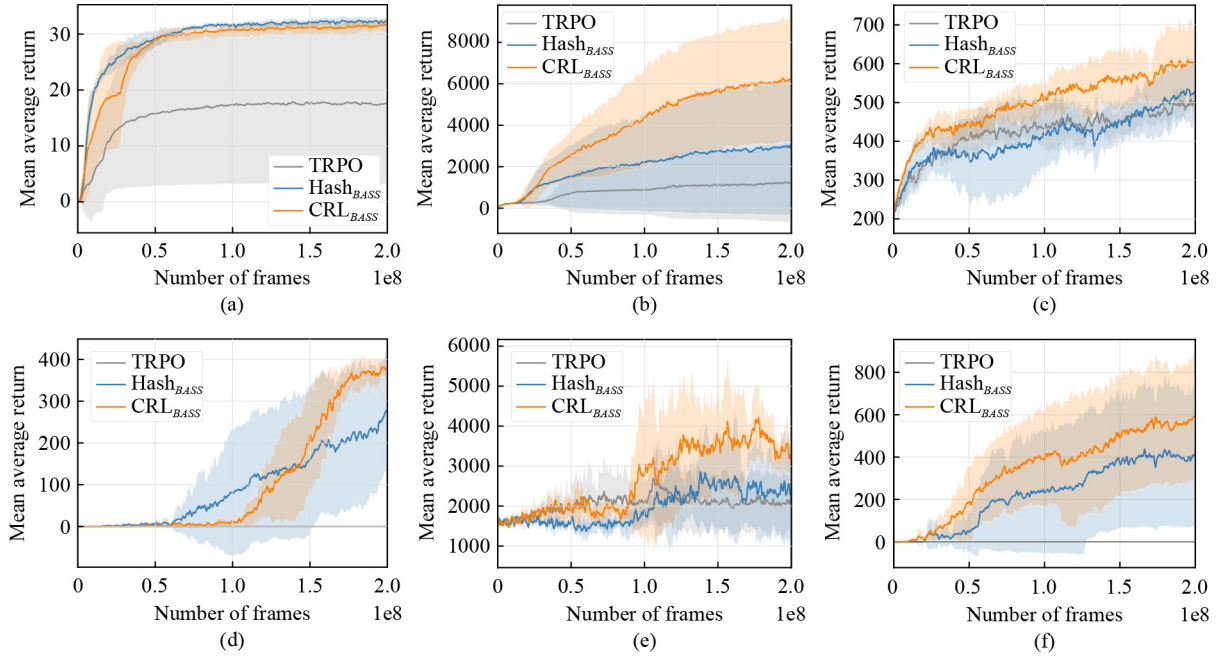 Mean average return
30
20
10
0
TRPO
Hash_BASS
CRL_BASS
0 0.5 1.0 1.5 2.0
Number of frames 1e8
(a)
Mean average return
8000
6000
4000
2000
0
TRPO
Hash_BASS
CRL_BASS
0 0.5 1.0 1.5 2.0
Number of frames 1e8
(b)
Mean average return
700
600
500
400
300
200
TRPO
Hash_BASS
CRL_BASS
0 0.5 1.0 1.5 2.0
Number of frames 1e8
(c)
Mean average return
400
300
200
100
0
TRPO
Hash_BASS
CRL_BASS
0 0.5 1.0 1.5 2.0
Number of frames 1e8
(d)
Mean average return
6000
5000
4000
3000
2000
1000
TRPO
Hash_BASS
CRL_BASS
0 0.5 1.0 1.5 2.0
Number of frames 1e8
(e)
Mean average return
800
600
400
200
0
TRPO
Hash_BASS
CRL_BASS
0 0.5 1.0 1.5 2.0
Number of frames 1e8
(f)